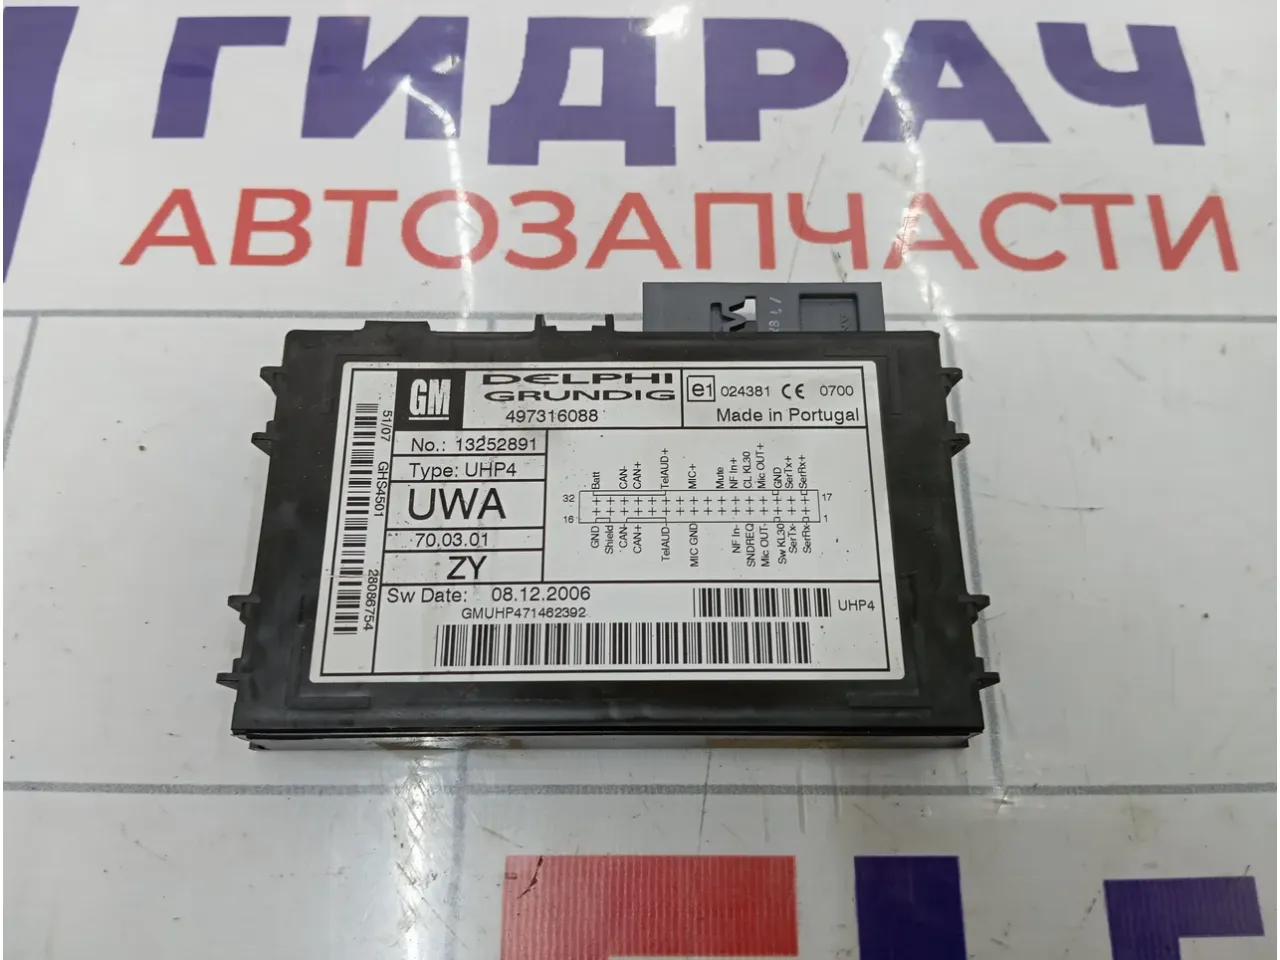 ГИДРАЧ
АВТОЗАПЧАСТИ
GM
DELPHI
GRUNDIG
497316088
e1 024381 CE 0700
Made in Portugal
51/07 GHS4501
28086754
No.: 13252891
Type: UHP4
UWA
70.03.01
ZY
Batt CAN- CAN+ TelAUD+ MIC+ Mute NF In+ CL KL30 Mic OUT+ GND SerTx+ SerRx+
32 17
16 1
GND Shield CAN- CAN+ TelAUD- MIC GND NF In- SNDREQ Mic OUT- Sw KL30 SerTx- SerRx-
Sw Date: 08.12.2006
GMUHP471462392
UHP4